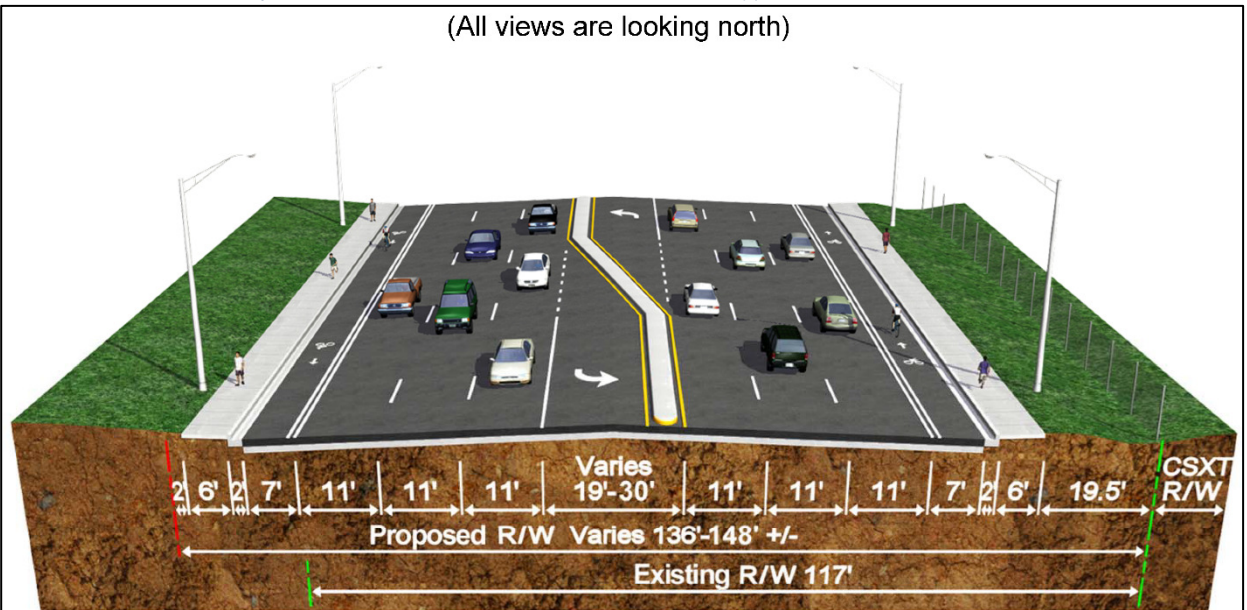 (All views are looking north)
2' 6' 2' 7' 11' 11' 11' Varies 19'-30' 11' 11' 11' 7' 2' 6' 19.5' CSXT R/W
Proposed R/W Varies 136'-148' +/-
Existing R/W 117'